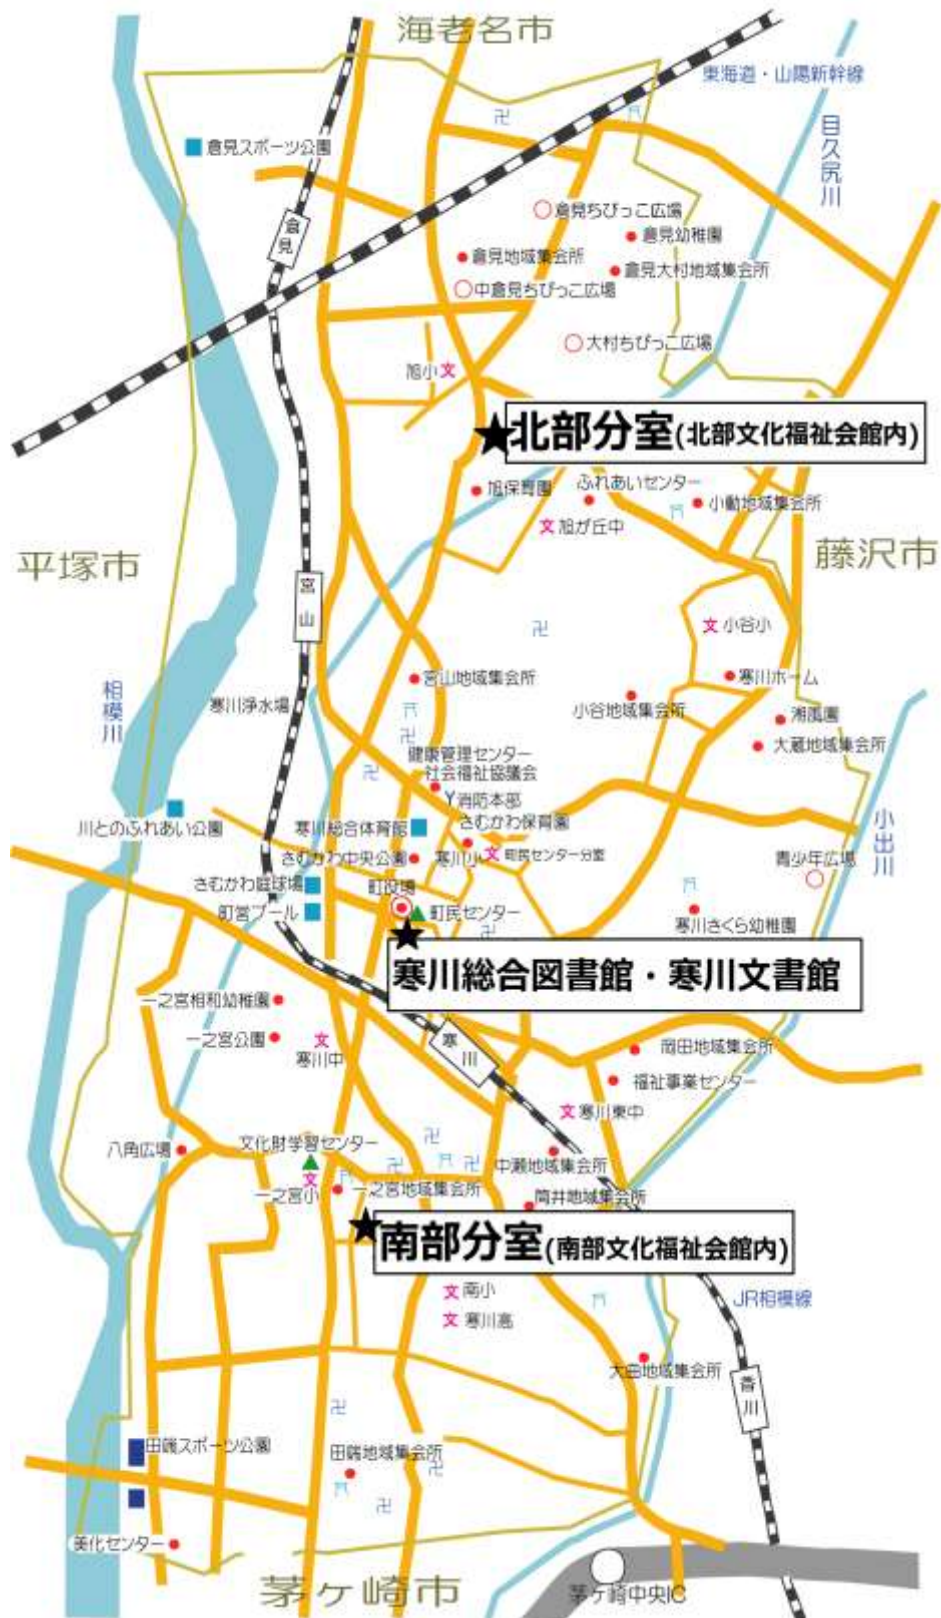 海老名市
東海道・山陽新幹線
目久尻川
倉見スポーツ公園
倉見ちびっこ広場
倉見幼稚園
倉見
倉見地域集会所
倉見大村地域集会所
中倉見ちびっこ広場
大村ちびっこ広場
旭小 文
★北部分室(北部文化福祉会館内)
旭保育園
ふれあいセンター
小動地域集会所
文 旭が丘中
平塚市
藤沢市
宮山
文 小谷小
宮山地域集会所
寒川ホーム
相模川
寒川浄水場
小谷地域集会所
湘風園
大蔵地域集会所
健康管理センター
社会福祉協議会
消防本部
川とのふれあい公園
寒川総合体育館
さむかわ保育園
小出川
さむかわ中央公園
寒川小 文 町民センター分室
青少年広場
さむかわ庭球場
町役場
町営プール
町民センター
寒川さくら幼稚園
★
寒川総合図書館・寒川文書館
一之宮相和幼稚園
一之宮公園
文
寒川中
寒川
岡田地域集会所
福祉事業センター
文 寒川東中
八角広場
文化財学習センター
中瀬地域集会所
文
一之宮小
一之宮地域集会所
筒井地域集会所
★南部分室(南部文化福祉会館内)
文 南小
文 寒川高
JR相模線
大曲地域集会所
香川
田端スポーツ公園
田端地域集会所
美化センター
茅ヶ崎市
茅ヶ崎中央IC